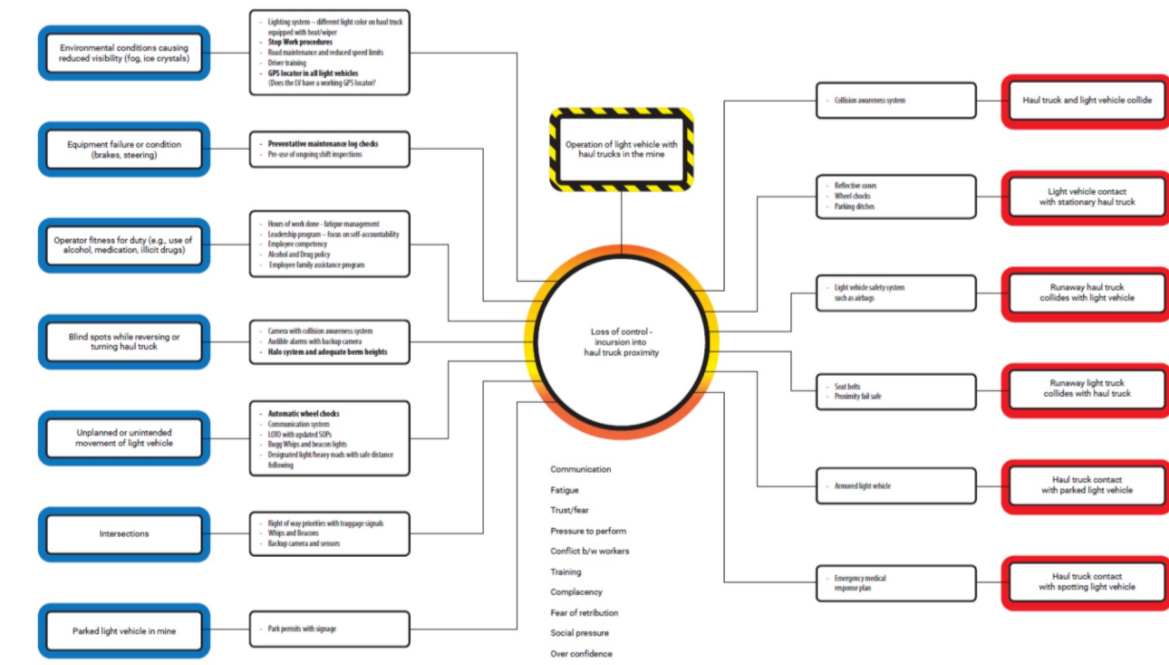 Environmental conditions causing
reduced visibility (fog, ice crystals)
- Lighting system – different light color on haul truck
equipped with heat/wiper
- Stop Work procedures
- Road maintenance and reduced speed limits
- Driver training
- GPS locator in all light vehicles
(Does the LV have a working GPS locator?
Equipment failure or condition
(brakes, steering)
- Preventative maintenance log checks
- Pre-use of ongoing shift inspections
Operator fitness for duty (e.g., use of
alcohol, medication, illicit drugs)
- Hours of work done - fatigue management
- Leadership program – focus on self-accountability
- Employee competency
- Alcohol and Drug policy
- Employee family assistance program
Blind spots while reversing or
turning haul truck
- Camera with collision awareness system
- Audible alarms with backup camera
- Halo system and adequate berm heights
Unplanned or unintended
movement of light vehicle
- Automatic wheel chocks
- Communication system
- LOTO with updated SOPs
- Bugg Whips and beacon lights
- Designated light/heavy roads with safe distance
following
Intersections
- Right of way priorities with traggage signals
- Whips and Beacons
- Backup camera and sensors
Parked light vehicle in mine
- Park permits with signage
Operation of light vehicle with
haul trucks in the mine
Loss of control -
incursion into
haul truck proximity
Communication
Fatigue
Trust/fear
Pressure to perform
Conflict b/w workers
Training
Complacency
Fear of retribution
Social pressure
Over confidence
- Collision awareness system
Haul truck and light vehicle collide
- Reflective cones
- Wheel chocks
- Parking ditches
Light vehicle contact
with stationary haul truck
- Light vehicle safety system
such as airbags
Runaway haul truck
collides with light vehicle
- Seat belts
- Proximity fail safe
Runaway light truck
collides with haul truck
- Armored light vehicle
Haul truck contact
with parked light vehicle
- Emergency medical
response plan
Haul truck contact
with spotting light vehicle